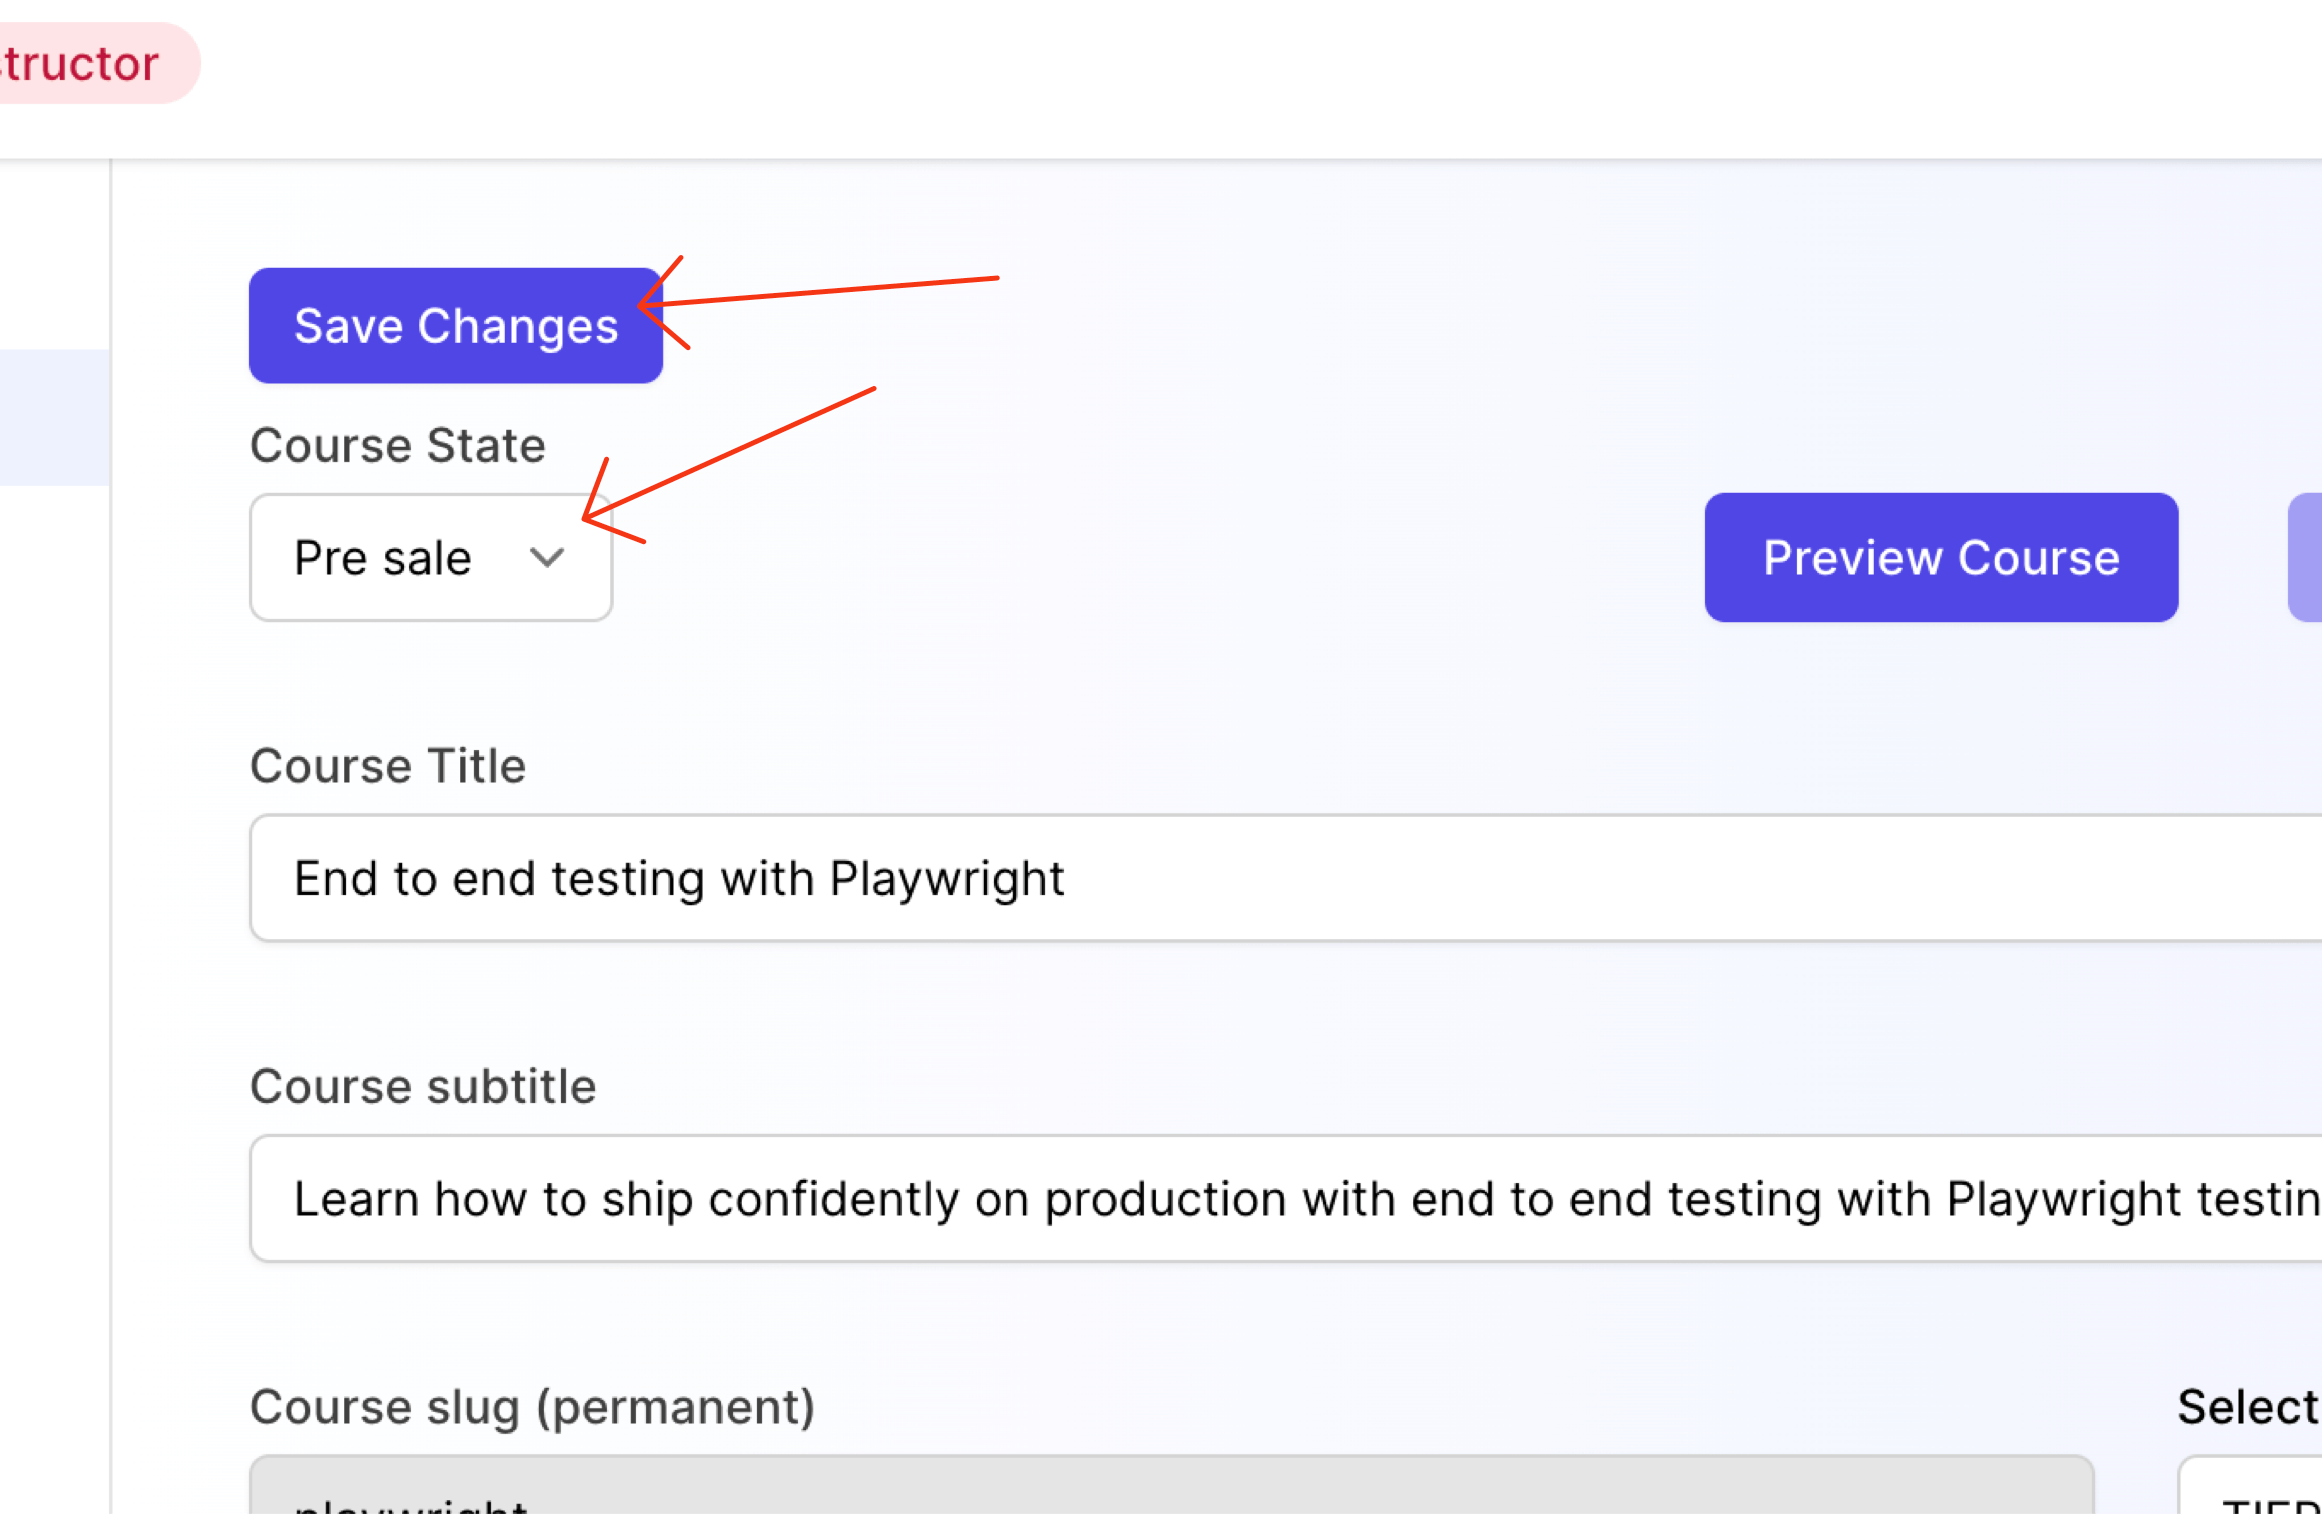 tructor
Save Changes
Course State
Pre sale
Preview Course
Course Title
End to end testing with Playwright
Course subtitle
Learn how to ship confidently on production with end to end testing with Playwright testin
Course slug (permanent)
Select
playwright
TIER